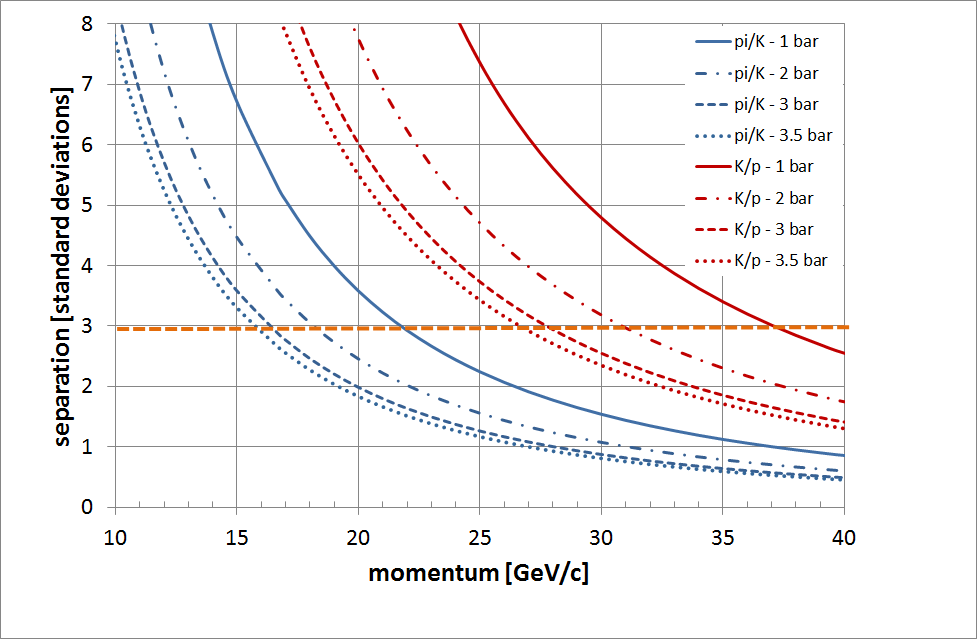 8
7
6
5
4
3
2
1
0
separation [standard deviations]
pi/K - 1 bar
pi/K - 2 bar
pi/K - 3 bar
pi/K - 3.5 bar
K/p - 1 bar
K/p - 2 bar
K/p - 3 bar
K/p - 3.5 bar
10 15 20 25 30 35 40
momentum [GeV/c]